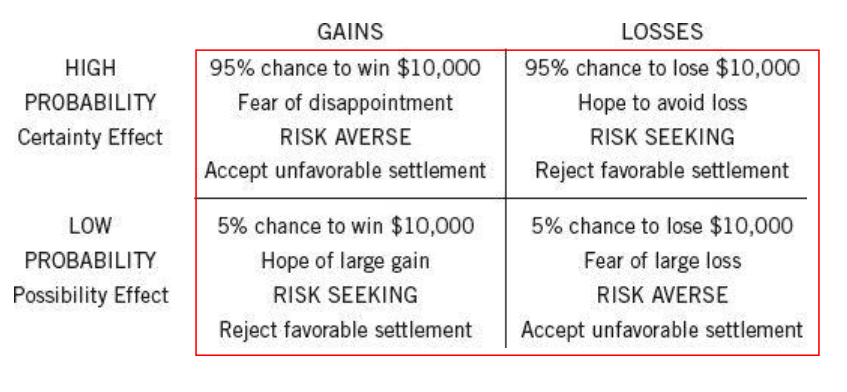 GAINS
LOSSES
HIGH
PROBABILITY
Certainty Effect
95% chance to win $10,000
Fear of disappointment
RISK AVERSE
Accept unfavorable settlement
95% chance to lose $10,000
Hope to avoid loss
RISK SEEKING
Reject favorable settlement
LOW
PROBABILITY
Possibility Effect
5% chance to win $10,000
Hope of large gain
RISK SEEKING
Reject favorable settlement
5% chance to lose $10,000
Fear of large loss
RISK AVERSE
Accept unfavorable settlement